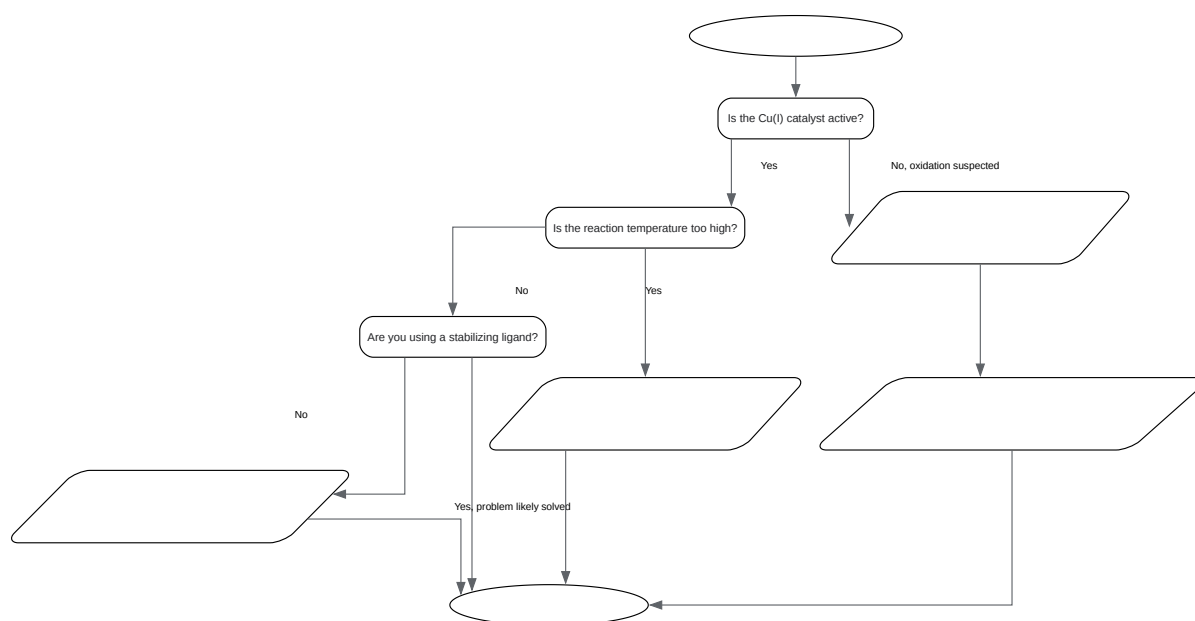 Is the Cu(I) catalyst active?
Yes
No, oxidation suspected
Is the reaction temperature too high?
No
Yes
Are you using a stabilizing ligand?
No
Yes, problem likely solved